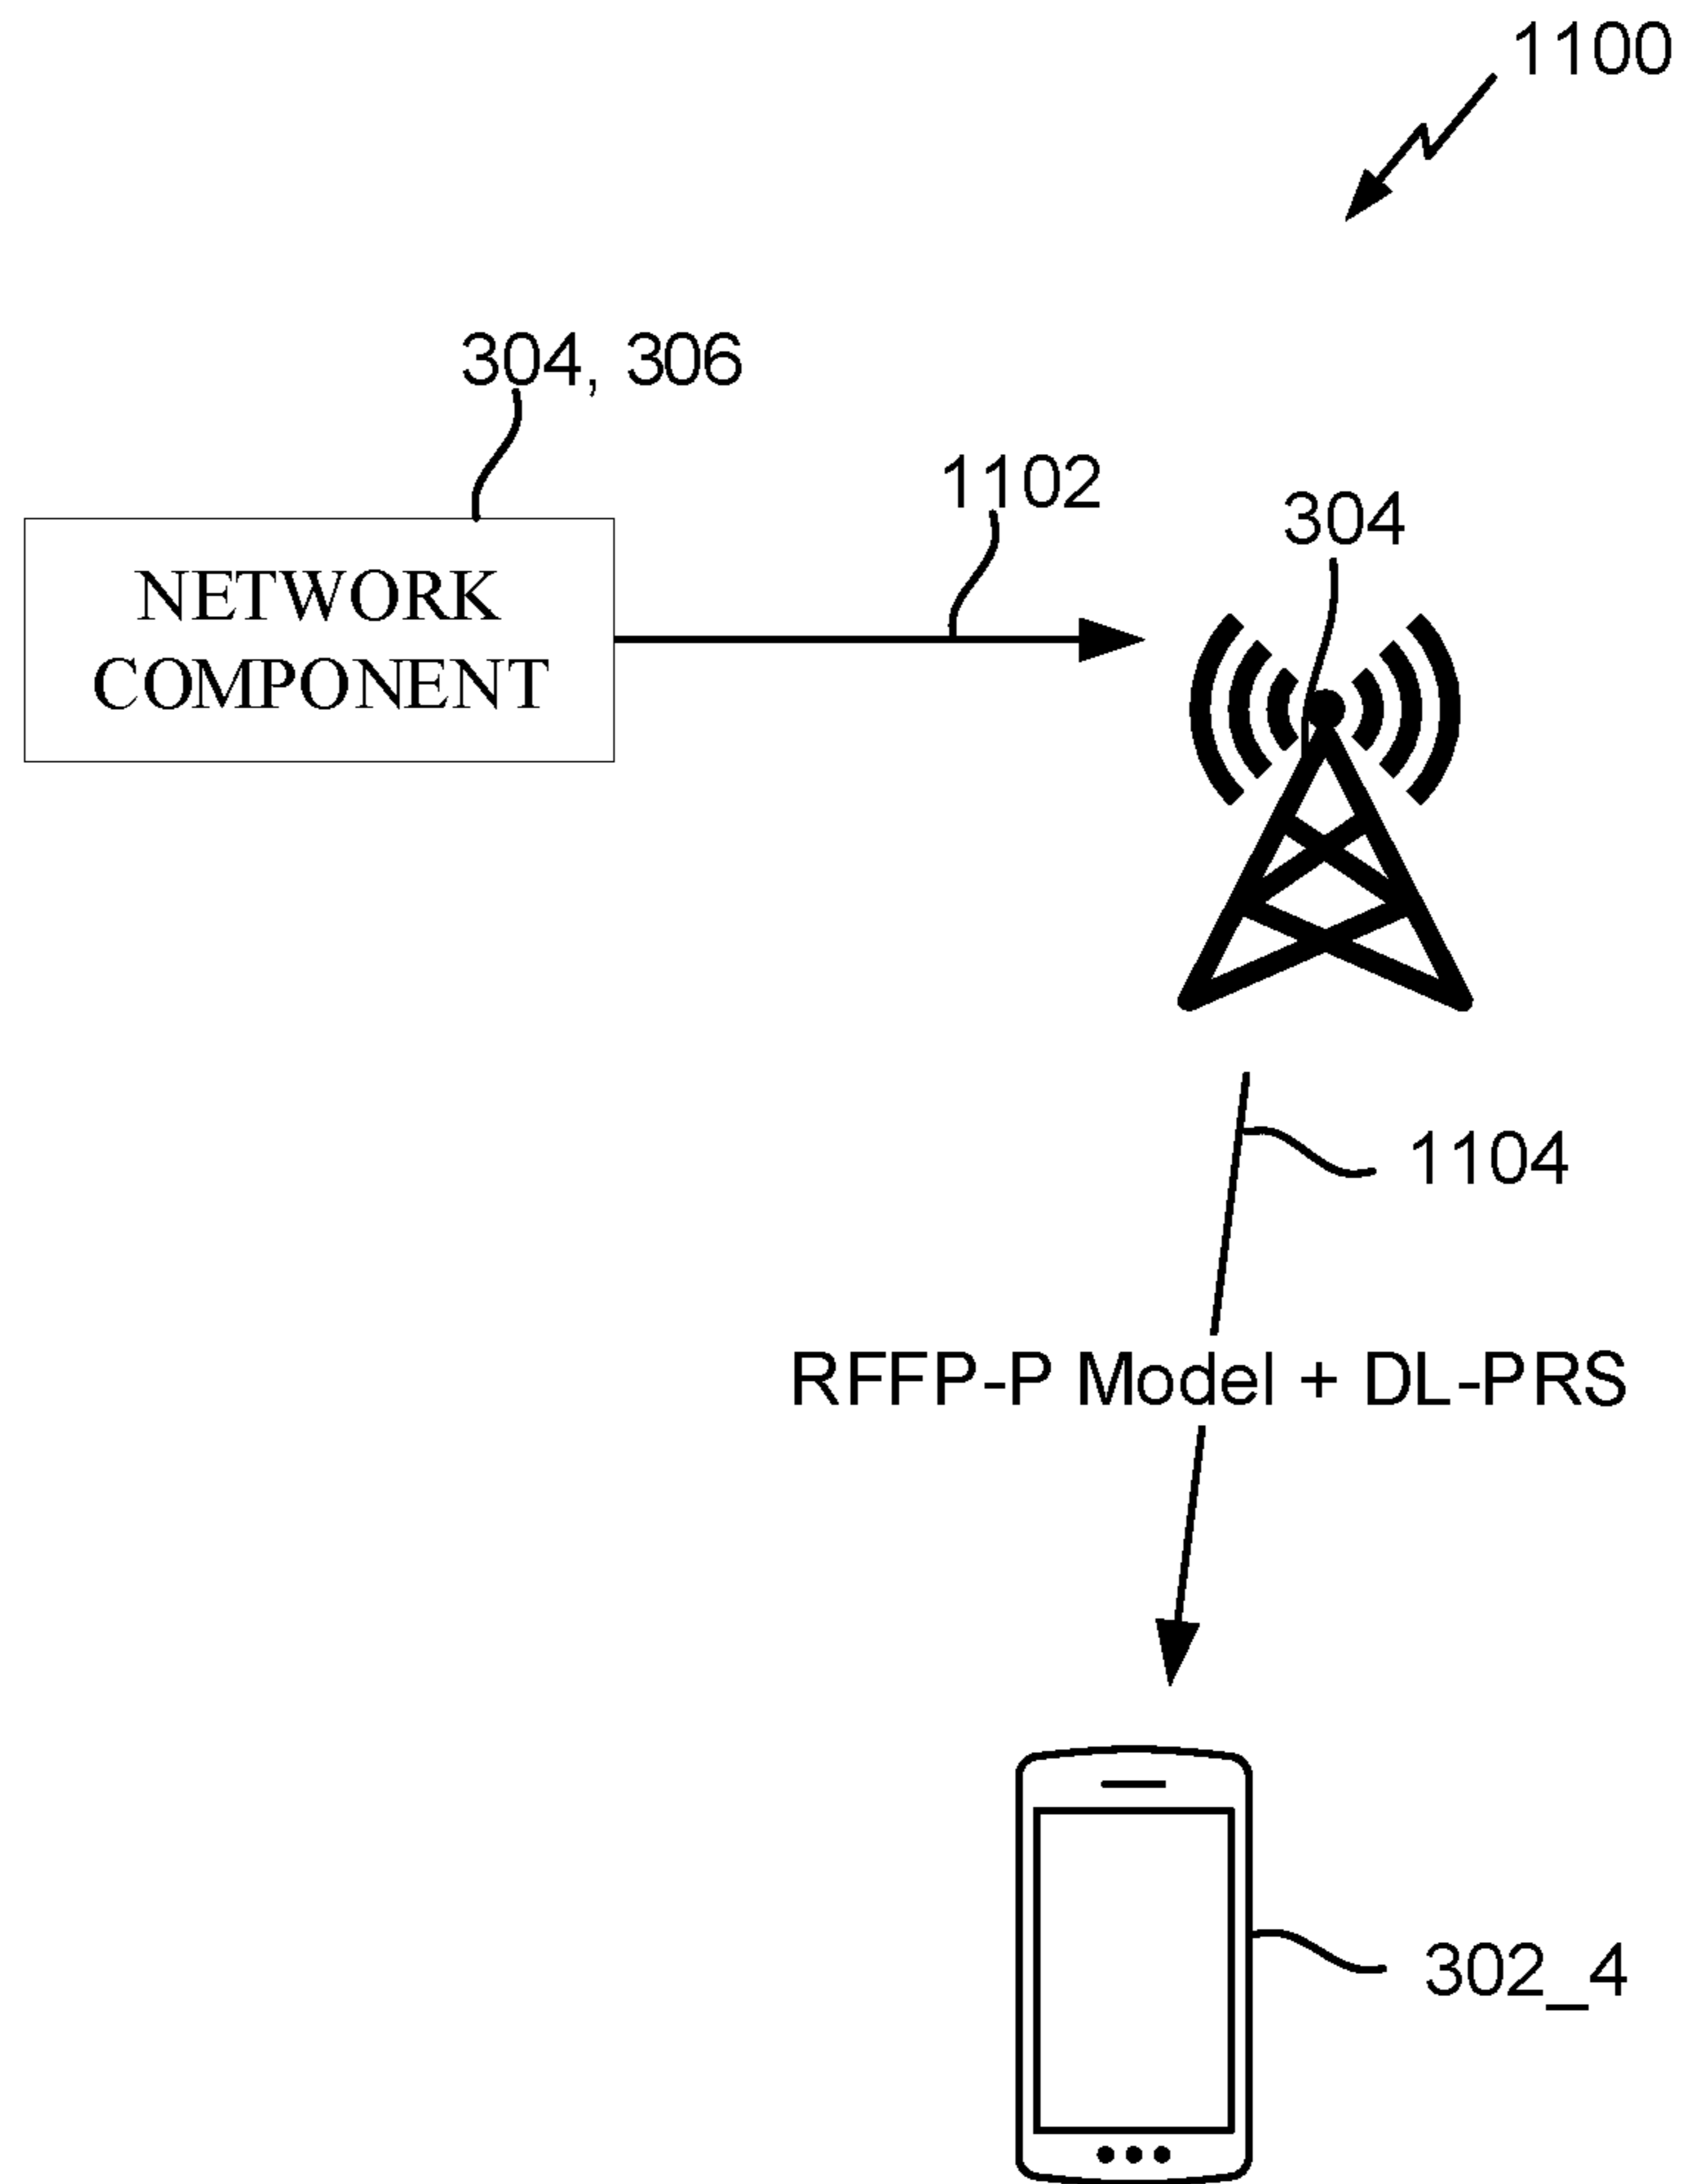 1100
304, 306
1102
304
NETWORK
COMPONENT
1104
RFFP-P Model + DL-PRS
302_4